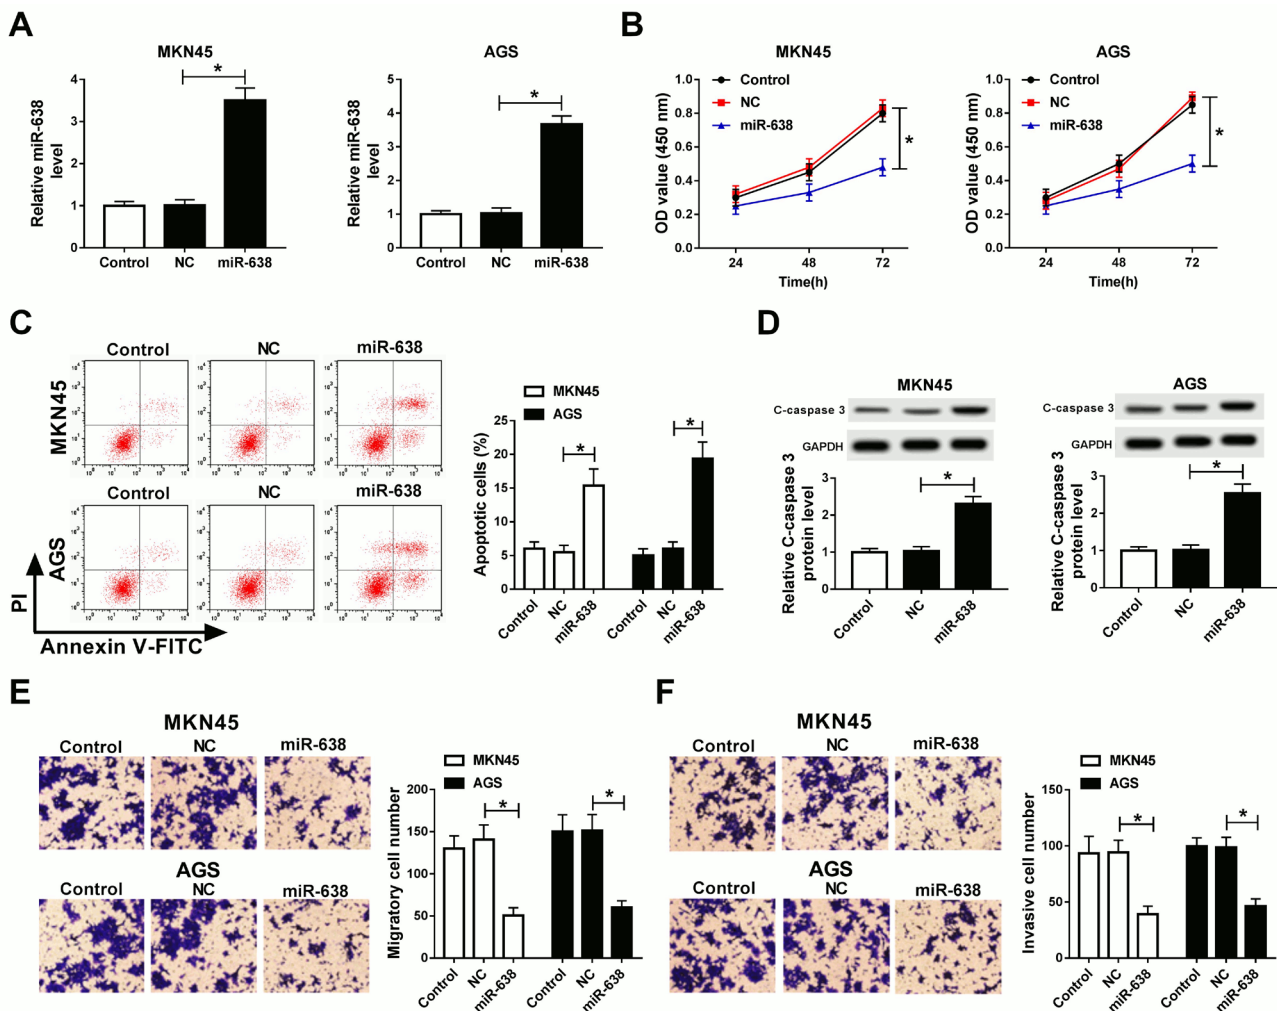 A
MKN45
Relative miR-638
level
4
3
2
1
0
*
Control
NC
miR-638
AGS
Relative miR-638
level
5
4
3
2
1
0
*
Control
NC
miR-638
B
MKN45
OD value (450 nm)
1.0
0.8
0.6
0.4
0.2
0.0
Control
NC
miR-638
*
24
48
72
Time(h)
AGS
OD value (450 nm)
1.0
0.8
0.6
0.4
0.2
0.0
Control
NC
miR-638
*
24
48
72
Time(h)
C
Control
NC
miR-638
MKN45
Control
NC
miR-638
AGS
PI
Annexin V-FITC
MKN45
AGS
Apoptotic cells (%)
25
20
15
10
5
0
*
*
Control
NC
miR-638
Control
NC
miR-638
D
MKN45
C-caspase 3
GAPDH
Relative C-caspase 3
protein level
3
2
1
0
*
Control
NC
miR-638
AGS
C-caspase 3
GAPDH
Relative C-caspase 3
protein level
3
2
1
0
*
Control
NC
miR-638
E
MKN45
Control
NC
miR-638
AGS
Control
NC
miR-638
MKN45
AGS
Migratory cell number
200
150
100
50
0
*
*
Control
NC
miR-638
Control
NC
miR-638
F
MKN45
Control
NC
miR-638
AGS
Control
NC
miR-638
MKN45
AGS
Invasive cell number
150
100
50
0
*
*
Control
NC
miR-638
Control
NC
miR-638